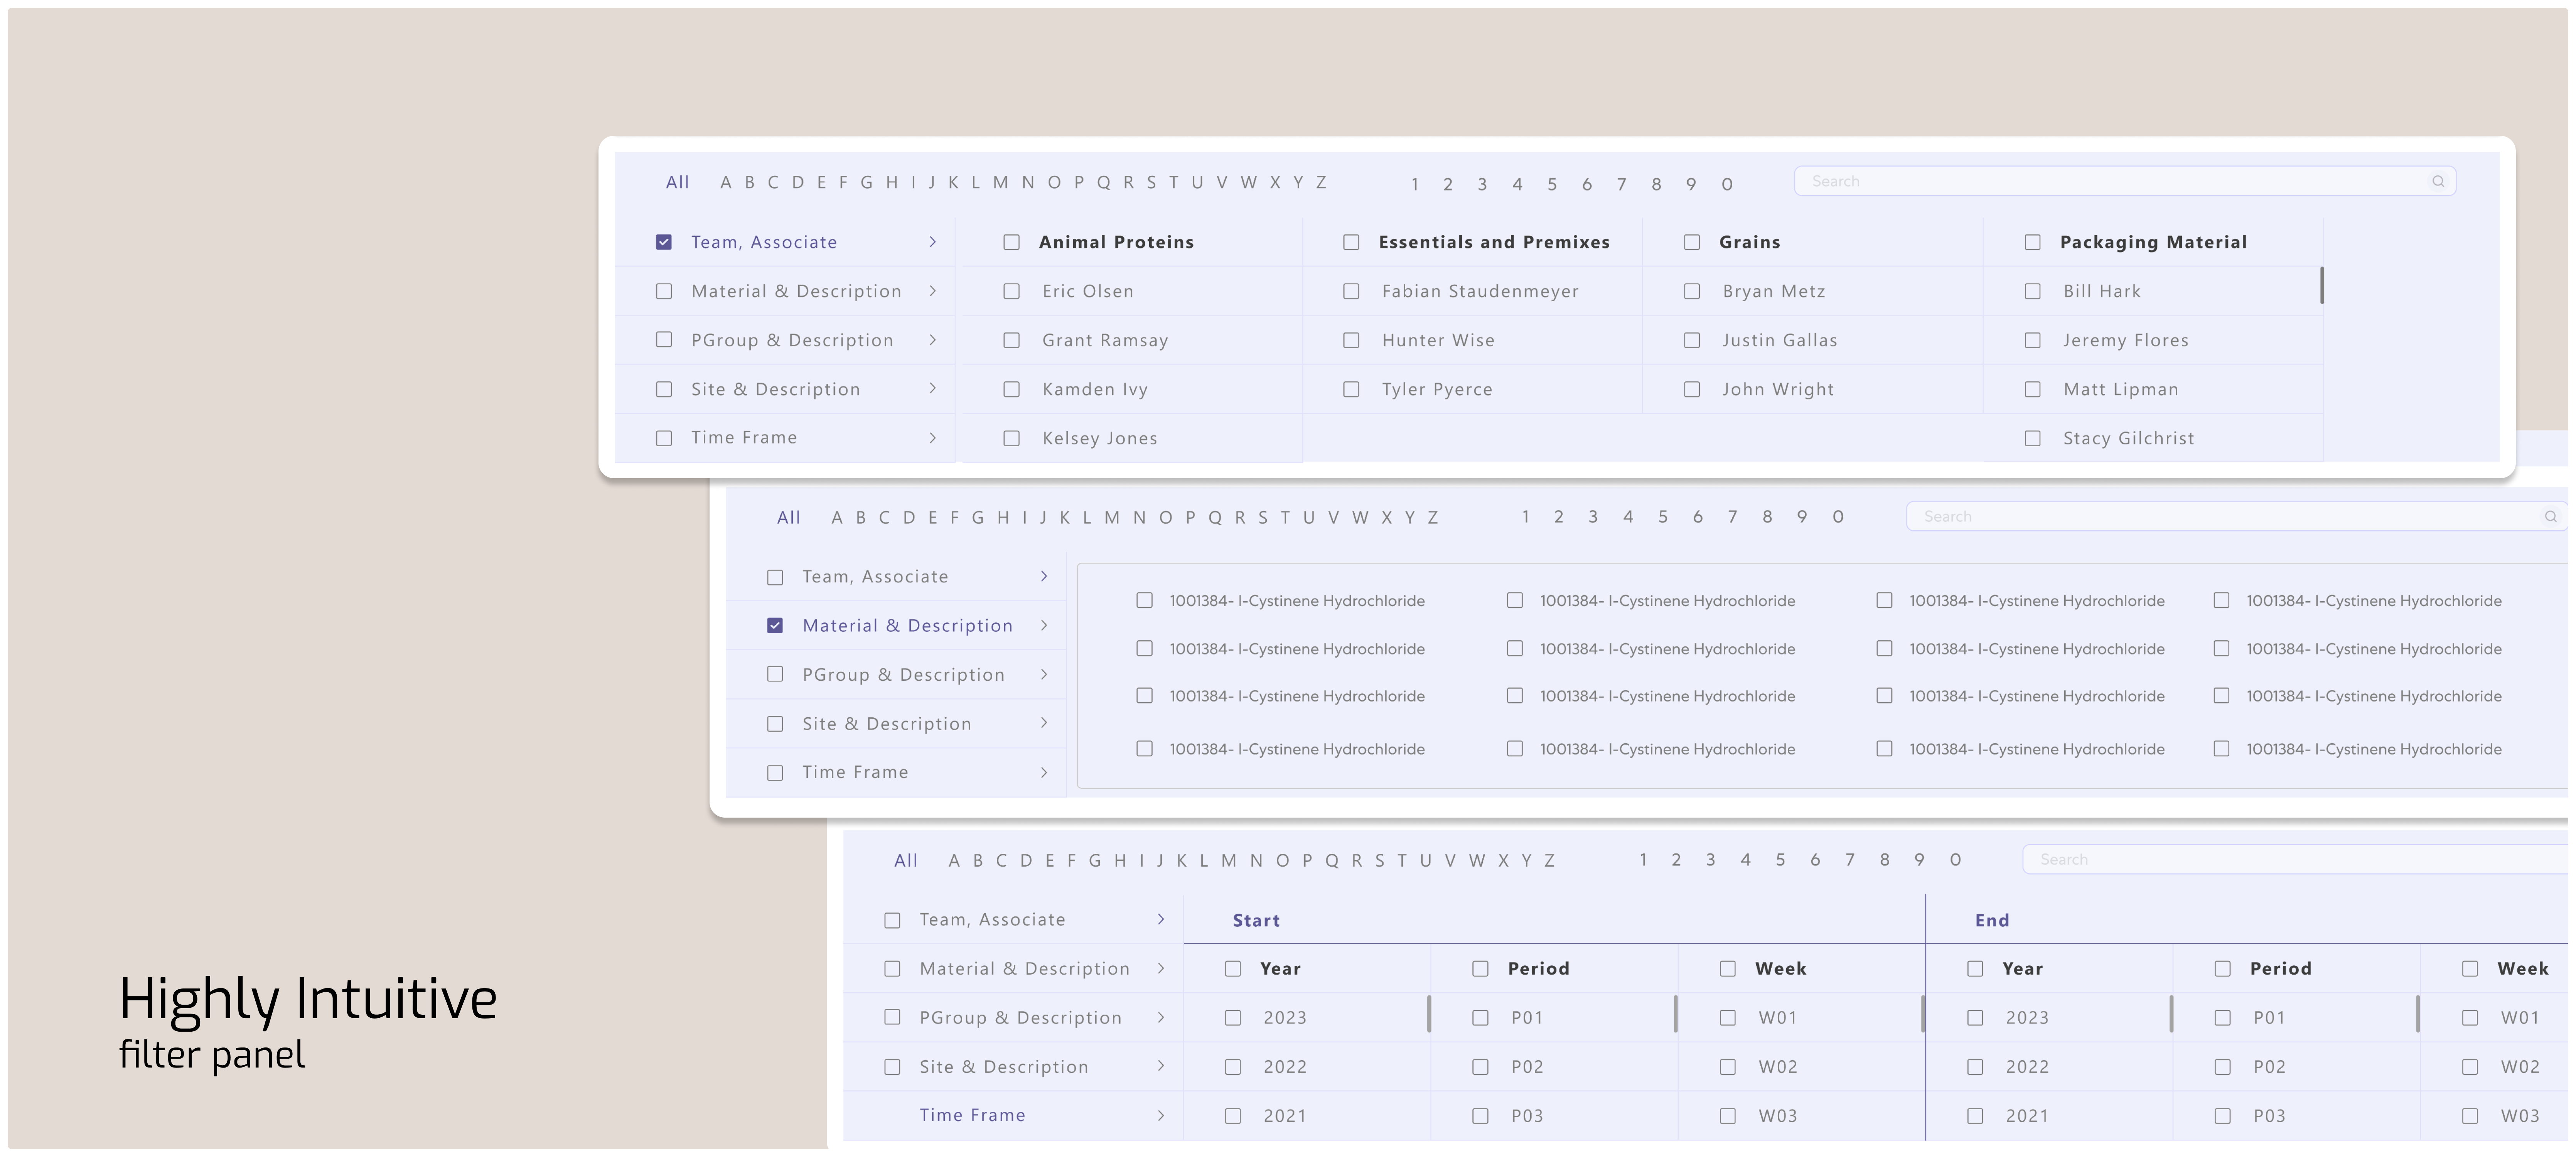 All A B C D E F G H I J K L M N O P Q R S T U V W X Y Z 1 2 3 4 5 6 7 8 9 0 Search
Team, Associate > Animal Proteins Essentials and Premixes Grains Packaging Material
Material & Description > Eric Olsen Fabian Staudenmeyer Bryan Metz Bill Hark
PGroup & Description > Grant Ramsay Hunter Wise Justin Gallas Jeremy Flores
Site & Description > Kamden Ivy Tyler Pyerce John Wright Matt Lipman
Time Frame > Kelsey Jones Stacy Gilchrist
All A B C D E F G H I J K L M N O P Q R S T U V W X Y Z 1 2 3 4 5 6 7 8 9 0 Search
Team, Associate >
Material & Description >
PGroup & Description >
Site & Description >
Time Frame >
1001384- l-Cystinene Hydrochloride 1001384- l-Cystinene Hydrochloride 1001384- l-Cystinene Hydrochloride 1001384- l-Cystinene Hydrochloride
1001384- l-Cystinene Hydrochloride 1001384- l-Cystinene Hydrochloride 1001384- l-Cystinene Hydrochloride 1001384- l-Cystinene Hydrochloride
1001384- l-Cystinene Hydrochloride 1001384- l-Cystinene Hydrochloride 1001384- l-Cystinene Hydrochloride 1001384- l-Cystinene Hydrochloride
1001384- l-Cystinene Hydrochloride 1001384- l-Cystinene Hydrochloride 1001384- l-Cystinene Hydrochloride 1001384- l-Cystinene Hydrochloride
All A B C D E F G H I J K L M N O P Q R S T U V W X Y Z 1 2 3 4 5 6 7 8 9 0 Search
Team, Associate > Start End
Material & Description > Year Period Week Year Period Week
PGroup & Description > 2023 P01 W01 2023 P01 W01
Site & Description > 2022 P02 W02 2022 P02 W02
Time Frame > 2021 P03 W03 2021 P03 W03
Highly Intuitive
filter panel